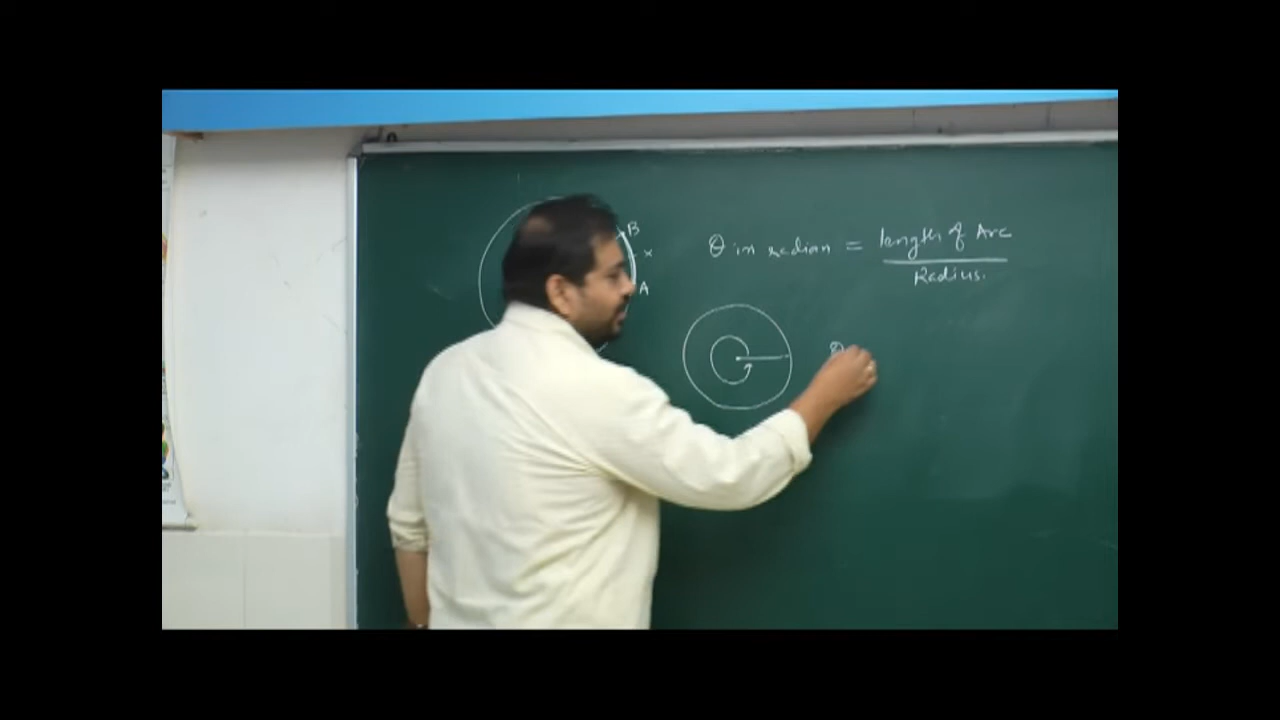 B
x
A
θ in radian = length of Arc
Radius.
θ